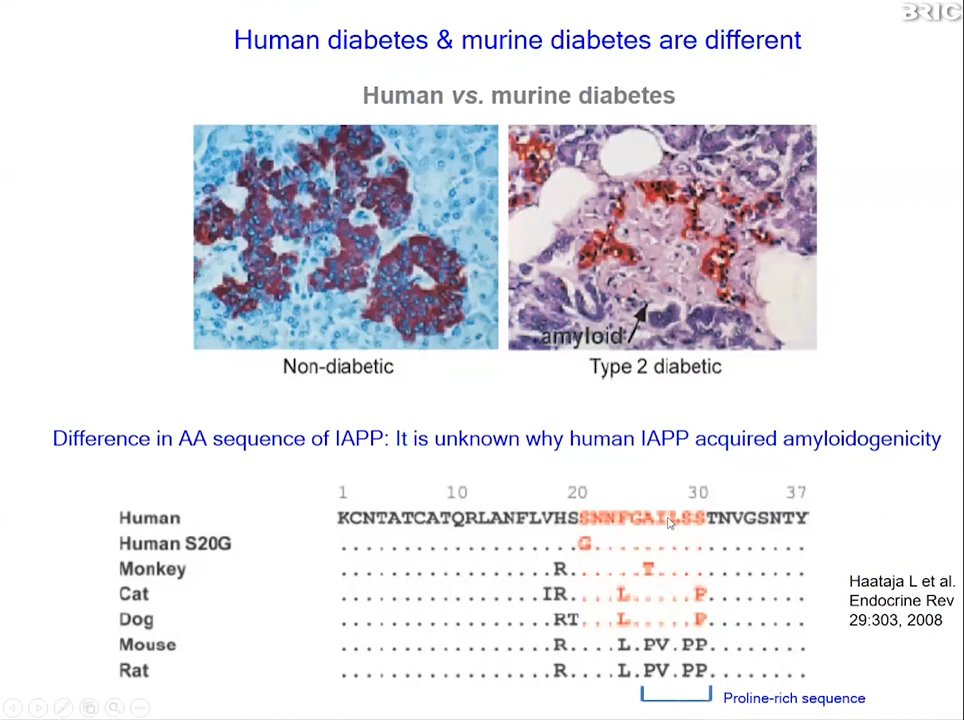 BRIC
Human diabetes & murine diabetes are different
Human vs. murine diabetes
amyloid
Non-diabetic
Type 2 diabetic
Difference in AA sequence of IAPP: It is unknown why human IAPP acquired amyloidogenicity
1 10 20 30 37
Human KCNTATCATQRLANFLVHSSNNFGAILSSTNVGSNTY
Human S20G ...................G.................
Monkey .................R......T............
Cat ................IR....L.....P........
Dog .................RT...L.....P........
Mouse .................R....L.PV.PP........
Rat .................R....L.PV.PP........
Proline-rich sequence
Haataja L et al.
Endocrine Rev
29:303, 2008